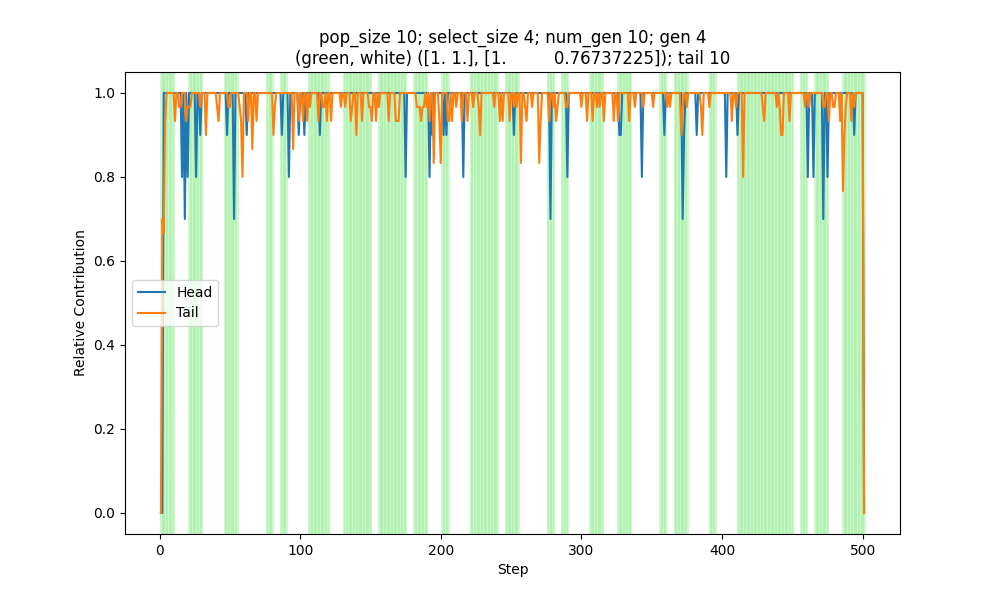 pop_size 10; select_size 4; num_gen 10; gen 4
(green, white) ([1. 1.], [1.         0.76737225]); tail 10
1.0
0.8
0.6
0.4
0.2
0.0
Relative Contribution
Head
Tail
0 100 200 300 400 500
Step